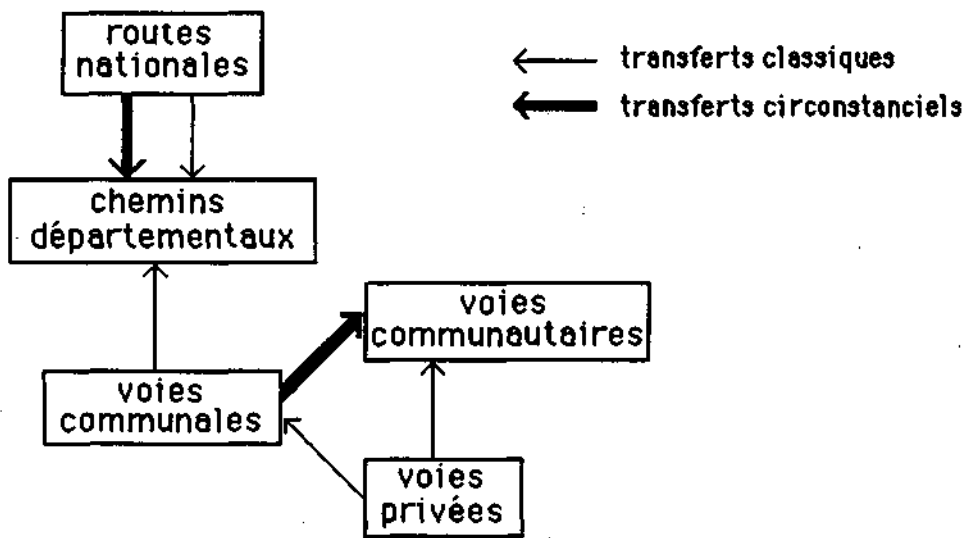 routes
nationales
transferts classiques
transferts circonstanciels
chemins
départementaux
voies
communautaires
voies
communales
voies
privées